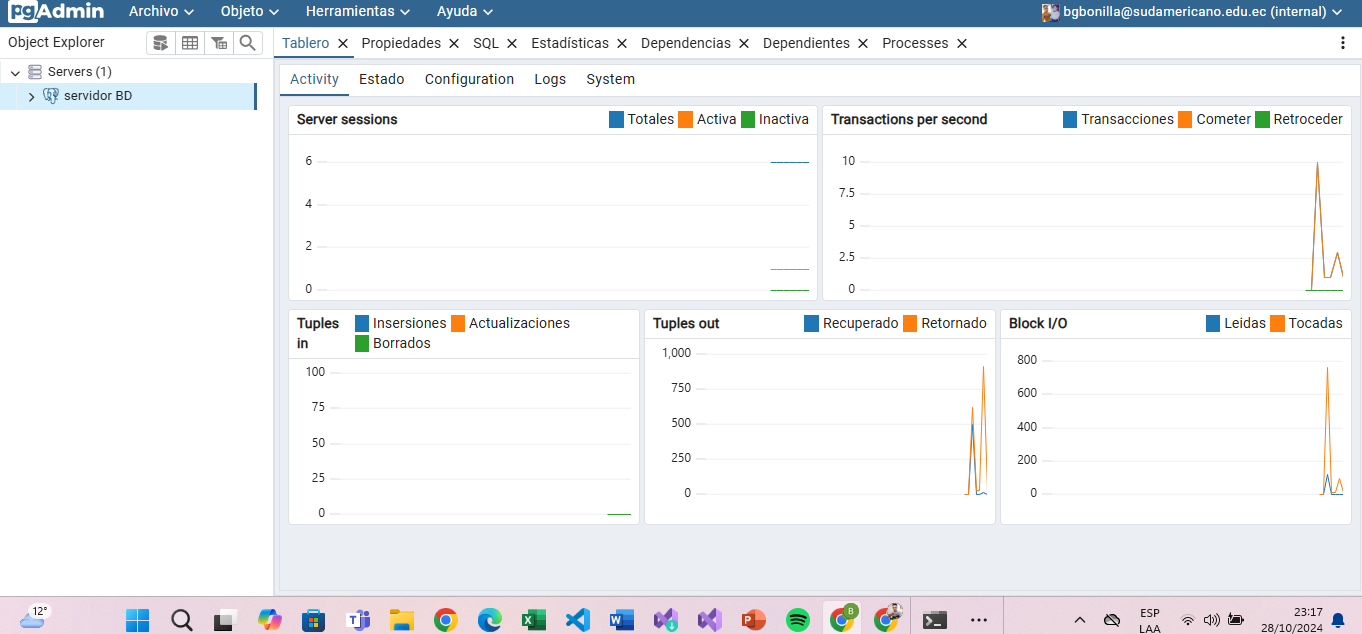 pgAdmin Archivo Objeto Herramientas Ayuda bgbonilla@sudamericano.edu.ec (internal)
Object Explorer Tablero Propiedades SQL Estadísticas Dependencias Dependientes Processes
Servers (1)
servidor BD
Activity Estado Configuration Logs System
Server sessions Totales Activa Inactiva
6
4
2
0
Transactions per second Transacciones Cometer Retroceder
10
7.5
5
2.5
0
Tuples in Insersiones Actualizaciones
Borrados
100
75
50
25
0
Tuples out Recuperado Retornado
1,000
750
500
250
0
Block I/O Leidas Tocadas
800
600
400
200
0
12°
B
ESP
LAA
23:17
28/10/2024